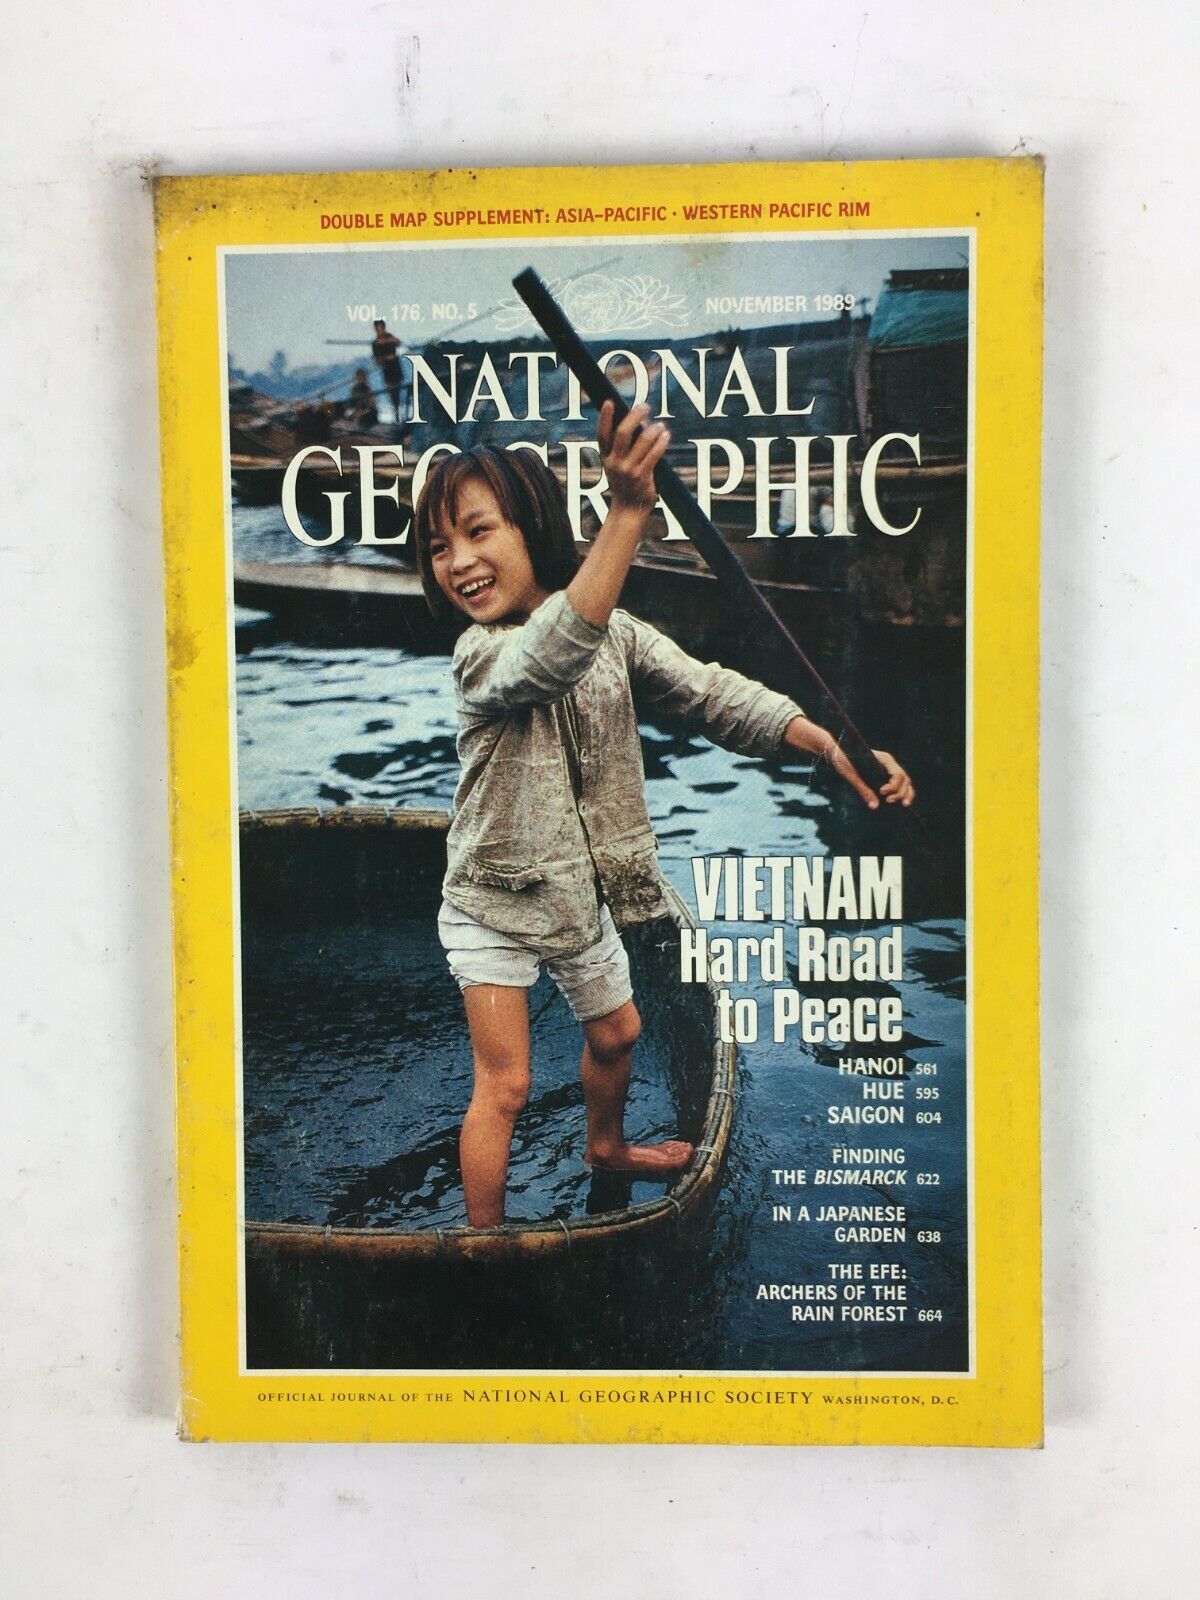 DOUBLE MAP SUPPLEMENT: ASIA–PACIFIC · WESTERN PACIFIC RIM
VOL. 176, NO. 5
NOVEMBER 1989
NATIONAL
GEOGRAPHIC
VIETNAM
Hard Road
to Peace
HANOI 561
HUE 595
SAIGON 604
FINDING
THE BISMARCK 622
IN A JAPANESE
GARDEN 638
THE EFE:
ARCHERS OF THE
RAIN FOREST 664
OFFICIAL JOURNAL OF THE NATIONAL GEOGRAPHIC SOCIETY WASHINGTON, D.C.